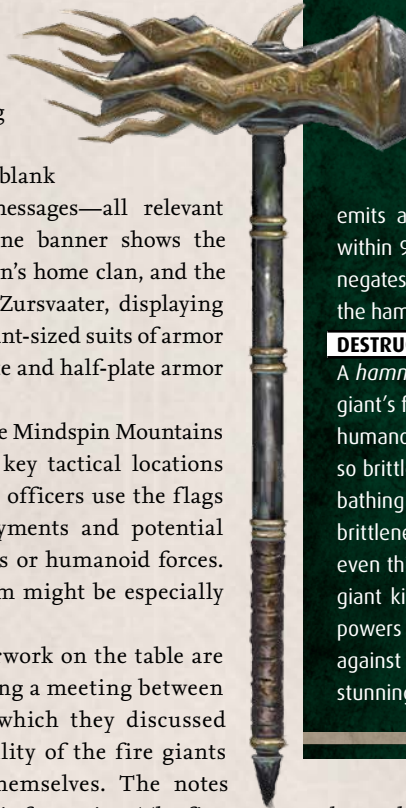 blank
messages—all relevant
ne banner shows the
n's home clan, and the
Zursvaater, displaying
nt-sized suits of armor
te and half-plate armor
e Mindspin Mountains
key tactical locations
officers use the flags
yments and potential
s or humanoid forces.
m might be especially
rwork on the table are
ng a meeting between
which they discussed
lity of the fire giants
hemselves. The notes
emits a
within 9
negates
the ham
DESTRU
A hamm
giant's f
humano
so brittl
bathing
brittlene
even th
giant ki
powers
against
stunning